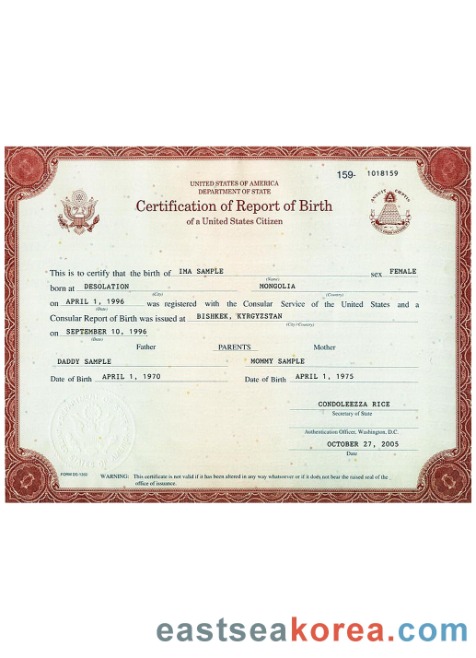 159- 1018159
UNITED STATES OF AMERICA
DEPARTMENT OF STATE
Certification of Report of Birth
of a United States Citizen
ANNUIT CŒPTIS
This is to certify that the birth of IMA SAMPLE sex FEMALE
(Name)
born at DESOLATION MONGOLIA
(City) (Country)
on APRIL 1, 1996 was registered with the Consular Service of the United States and a
(Date)
Consular Report of Birth was issued at BISHKEK, KYRGYZSTAN
(City/Country)
on SEPTEMBER 10, 1996
(Date)
Father PARENTS Mother
DADDY SAMPLE MOMMY SAMPLE
Date of Birth APRIL 1, 1970 Date of Birth APRIL 1, 1975
CONDOLEEZZA RICE
Secretary of State
Authentication Officer, Washington, D.C.
OCTOBER 27, 2005
Date
WARNING: This certificate is not valid if it has been altered in any way whatsoever or if it does not bear the raised seal of the
office of issuance.
eastseakorea.com